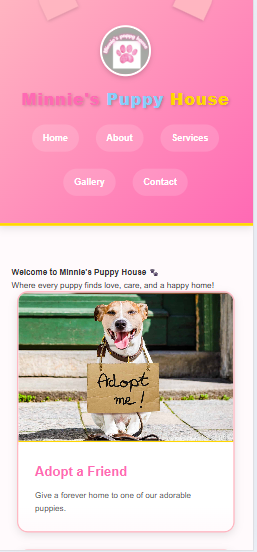 Minnie's puppy house
Minnie's Puppy House
Home
About
Services
Gallery
Contact
Welcome to Minnie's Puppy House
Where every puppy finds love, care, and a happy home!
Adopt
me!
Adopt a Friend
Give a forever home to one of our adorable
puppies.